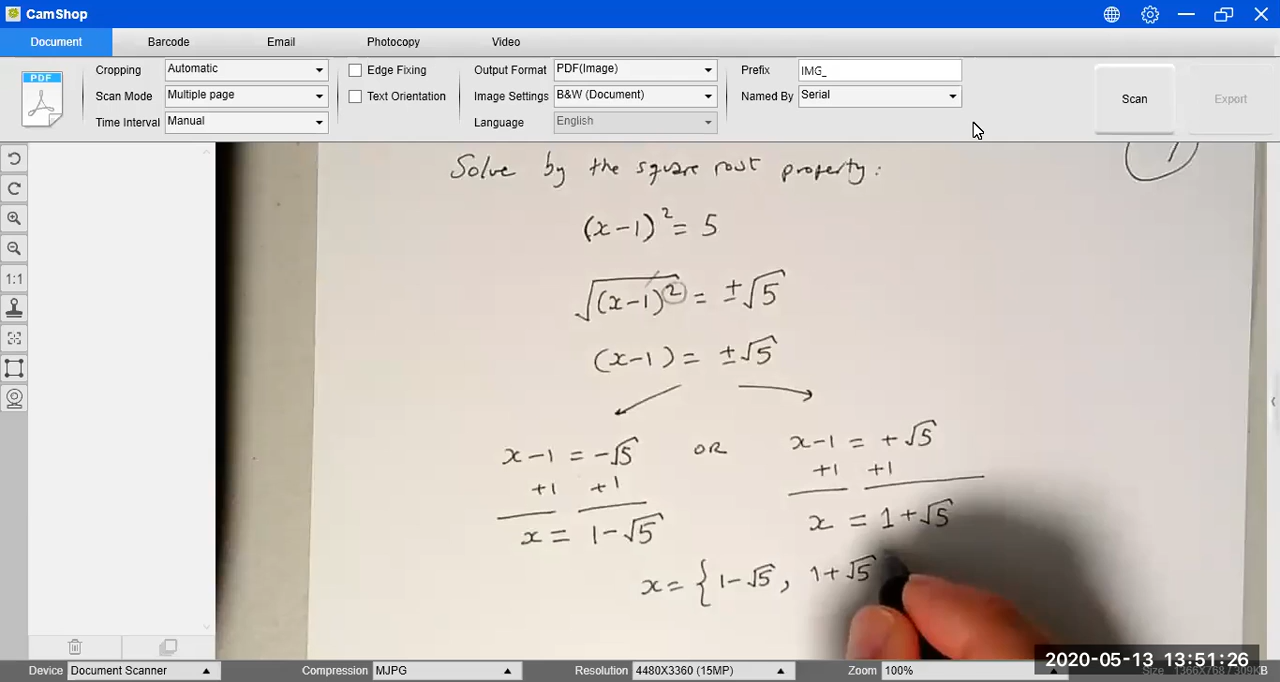 CamShop
Document Barcode Email Photocopy Video
PDF Cropping Automatic Edge Fixing Output Format PDF(Image) Prefix IMG_
Scan Mode Multiple page Text Orientation Image Settings B&W (Document) Named By Serial Scan Export
Time Interval Manual Language English
1:1
Solve by the square root property:
(x-1)²= 5
√(x-1)² = ±√5
(x-1) = ±√5
x-1 = -√5 OR x-1 = +√5
+1 +1 +1 +1
x = 1-√5 x = 1+√5
x = { 1-√5, 1+√5
2020-05-13 13:51:26
Device Document Scanner Compression MJPG Resolution 4480X3360 (15MP) Zoom 100%